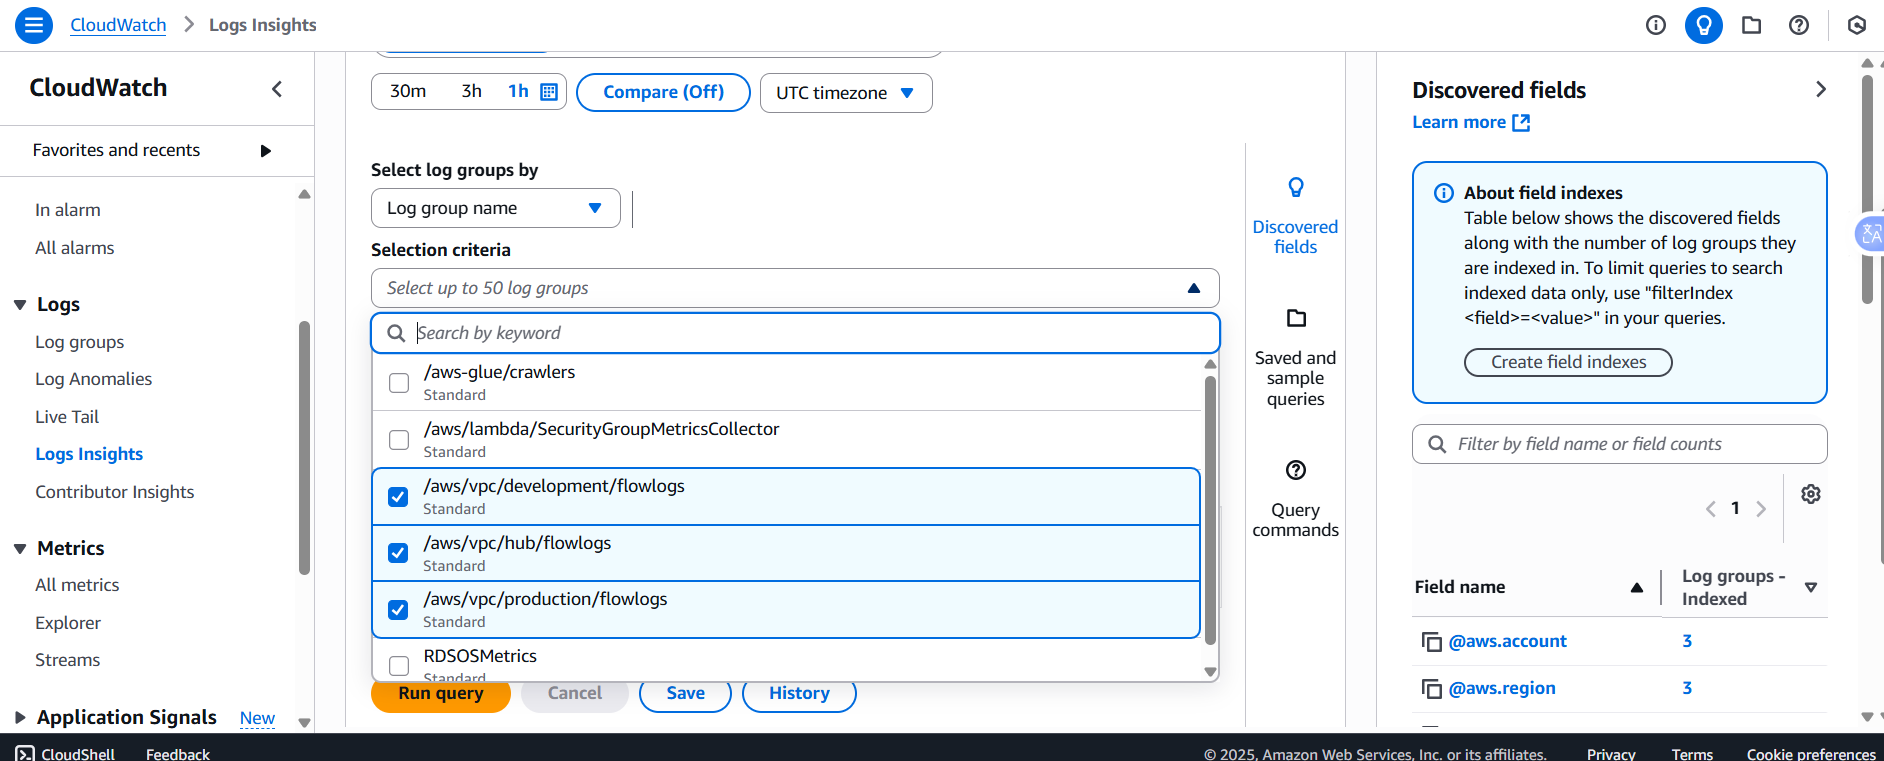 CloudWatch > Logs Insights
CloudWatch
Favorites and recents
In alarm
All alarms
Logs
Log groups
Log Anomalies
Live Tail
Logs Insights
Contributor Insights
Metrics
All metrics
Explorer
Streams
Application Signals New
30m 3h 1h Compare (Off) UTC timezone
Select log groups by
Log group name
Selection criteria
Select up to 50 log groups
Search by keyword
/aws-glue/crawlers
Standard
/aws/lambda/SecurityGroupMetricsCollector
Standard
/aws/vpc/development/flowlogs
Standard
/aws/vpc/hub/flowlogs
Standard
/aws/vpc/production/flowlogs
Standard
RDSOSMetrics
Standard
Run query Cancel Save History
Discovered
fields
Saved and
sample
queries
Query
commands
Discovered fields
Learn more
About field indexes
Table below shows the discovered fields
along with the number of log groups they
are indexed in. To limit queries to search
indexed data only, use "filterIndex
<field>=<value>" in your queries.
Create field indexes
Filter by field name or field counts
1
Field name
Log groups -
Indexed
@aws.account 3
@aws.region 3
CloudShell Feedback © 2025, Amazon Web Services, Inc. or its affiliates. Privacy Terms Cookie preferences